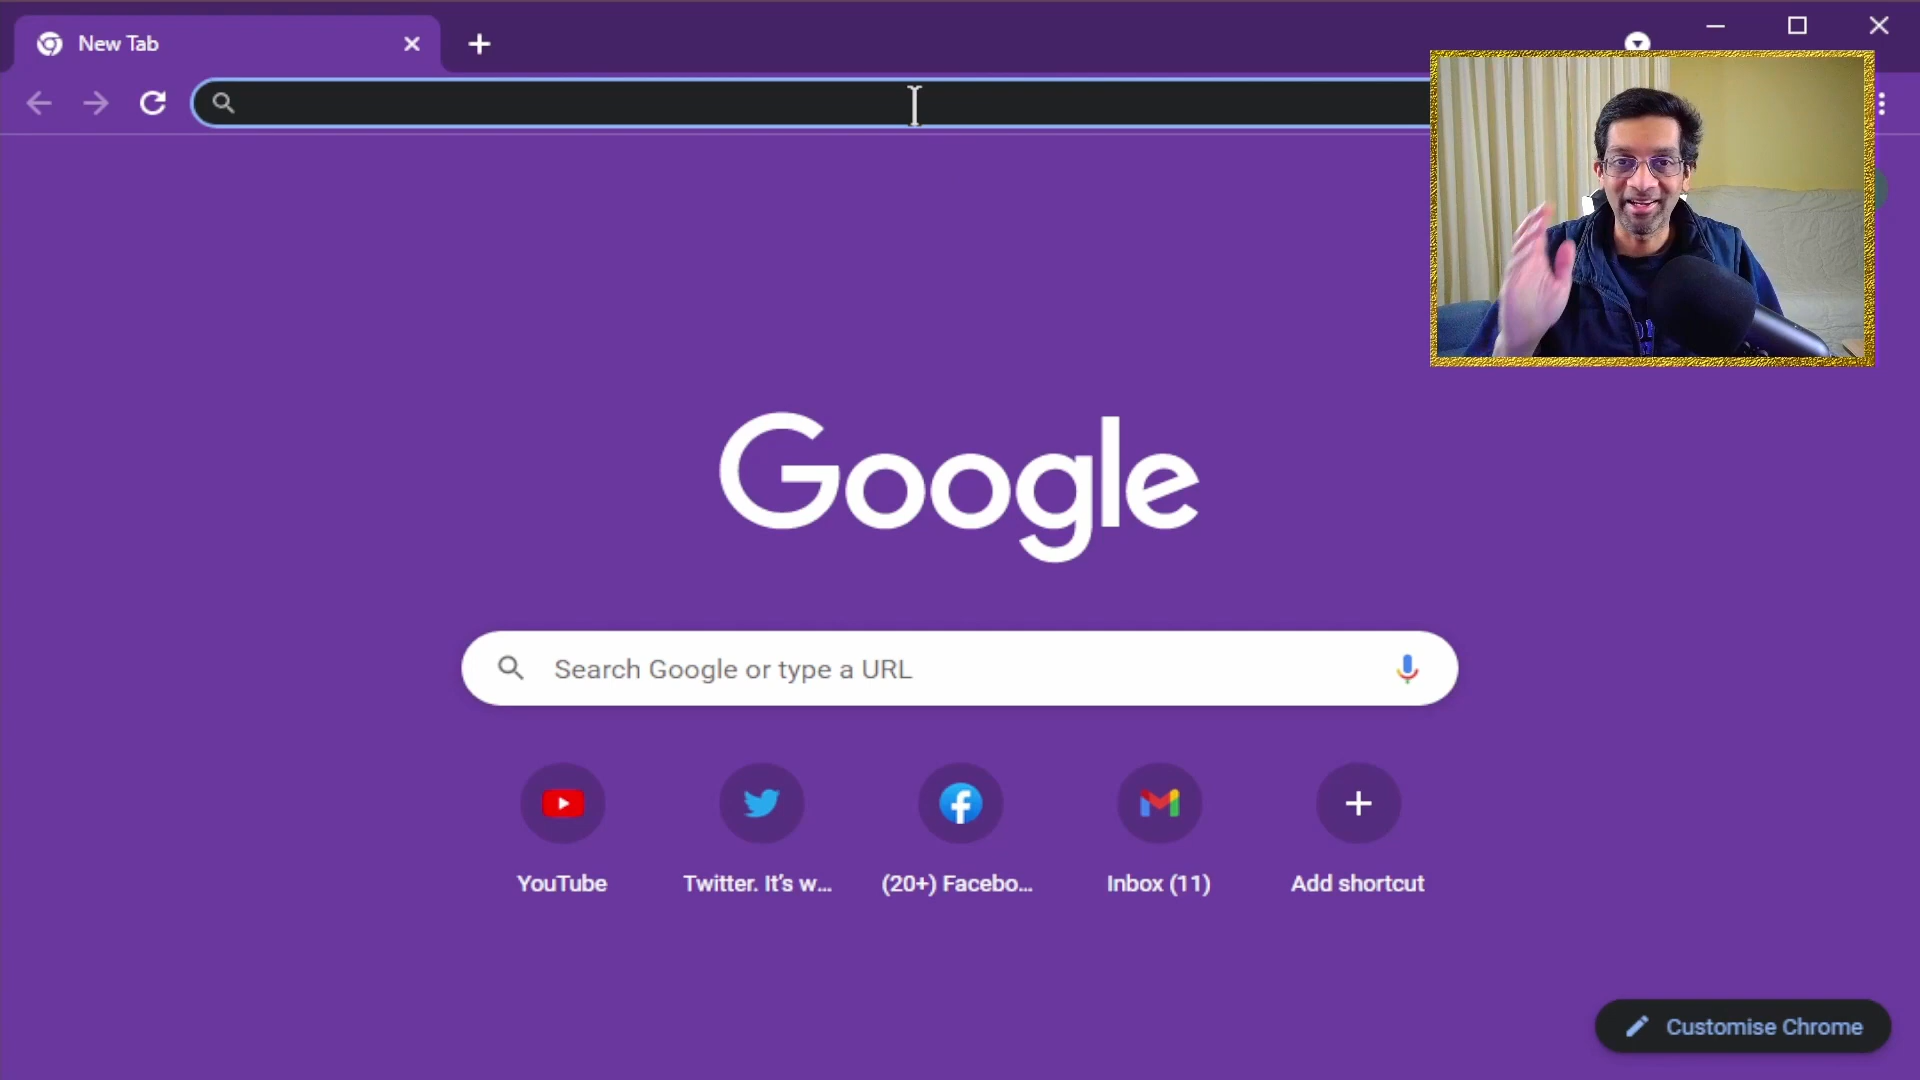 New Tab
Google
Search Google or type a URL
YouTube
Twitter. It's w...
(20+) Facebo...
Inbox (11)
Add shortcut
Customise Chrome